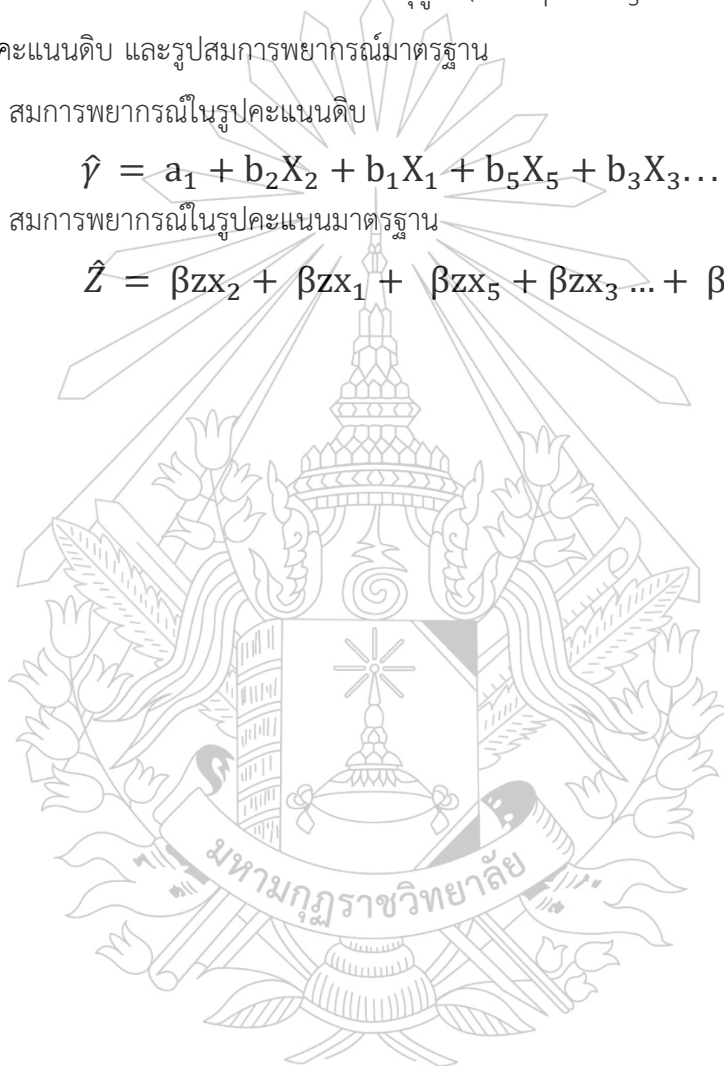 คะแนนดิบ และรูปสมการพยากรณ์มาตรฐาน
สมการพยากรณ์ในรูปคะแนนดิบ
γ̂ = a₁ + b₂X₂ + b₁X₁ + b₅X₅ + b₃X₃...
สมการพยากรณ์ในรูปคะแนนมาตรฐาน
Ẑ = βzx₂ + βzx₁ + βzx₅ + βzx₃ ... + β
มหามกุฏราชวิทยาลัย